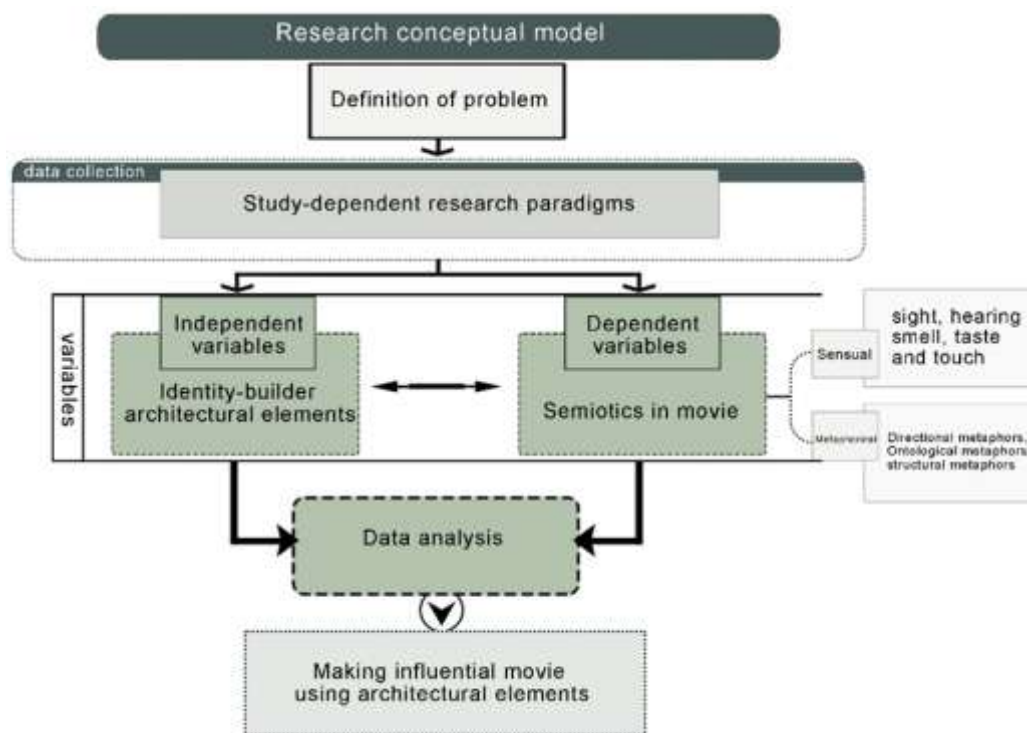 Research conceptual model
Definition of problem
data collection
Study-dependent research paradigms
variables
Independent
variables
Identity-builder
architectural elements
Dependent
variables
Semiotics in movie
Sensual
sight, hearing
smell, taste
and touch
Directional metaphors,
Ontological metaphors,
structural metaphors
Data analysis
Making influential movie
using architectural elements